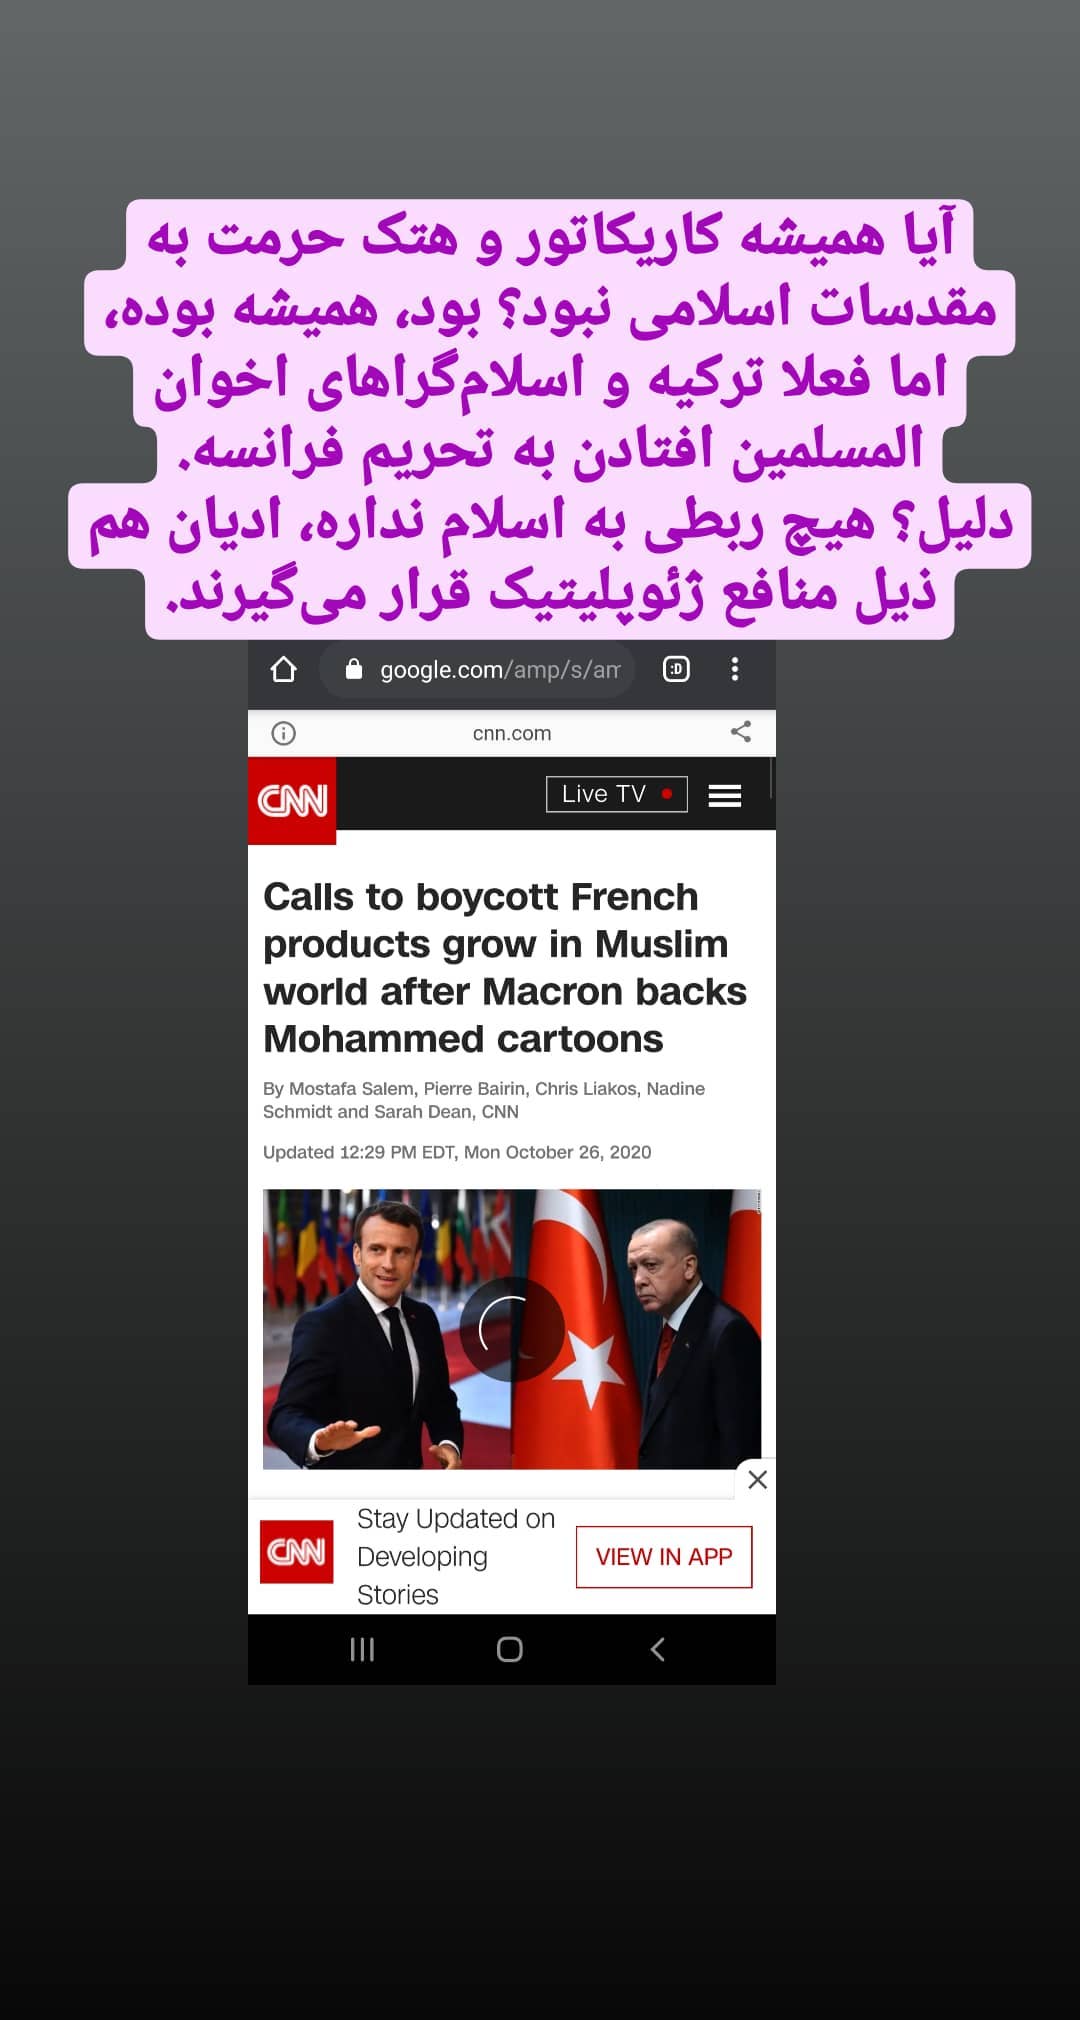 آیا همیشه کاریکاتور و هتک حرمت به
مقدسات اسلامی نبود؟ بود، همیشه بوده،
اما فعلا ترکیه و اسلام‌گراهای اخوان
المسلمین افتادن به تحریم فرانسه.
دلیل؟ هیچ ربطی به اسلام نداره، ادیان هم
ذیل منافع ژئوپلیتیک قرار می‌گیرند.
google.com/amp/s/am
:D
cnn.com
CNN
Live TV
Calls to boycott French
products grow in Muslim
world after Macron backs
Mohammed cartoons
By Mostafa Salem, Pierre Bairin, Chris Liakos, Nadine
Schmidt and Sarah Dean, CNN
Updated 12:29 PM EDT, Mon October 26, 2020
CNN
Stay Updated on
Developing
Stories
VIEW IN APP